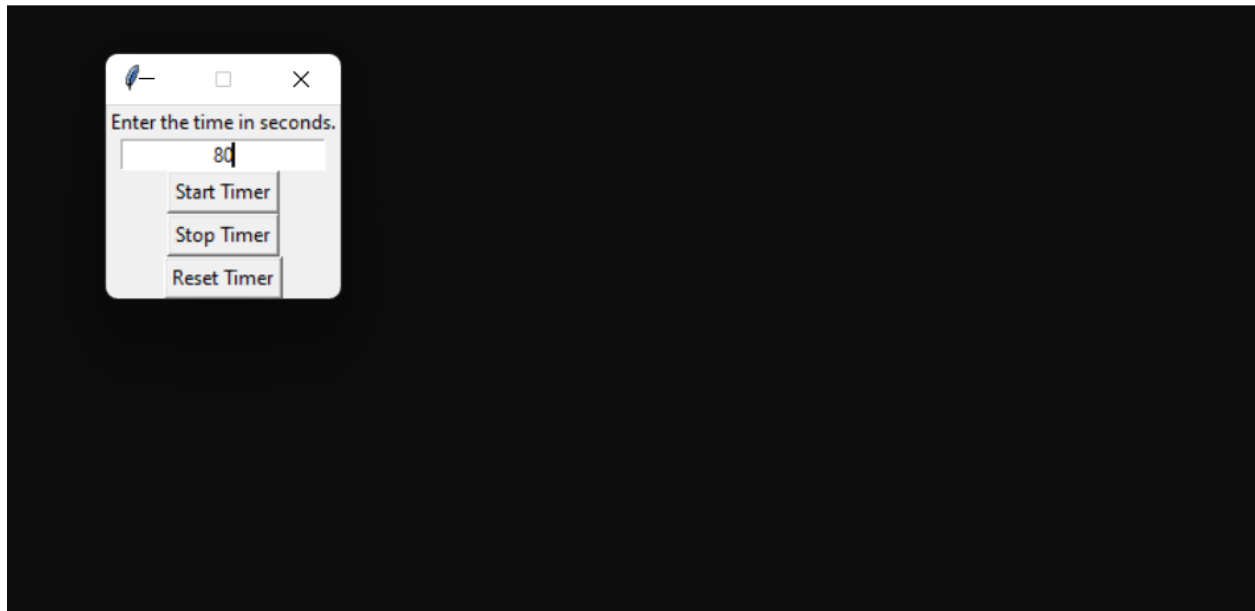 Enter the time in seconds.
80
Start Timer
Stop Timer
Reset Timer